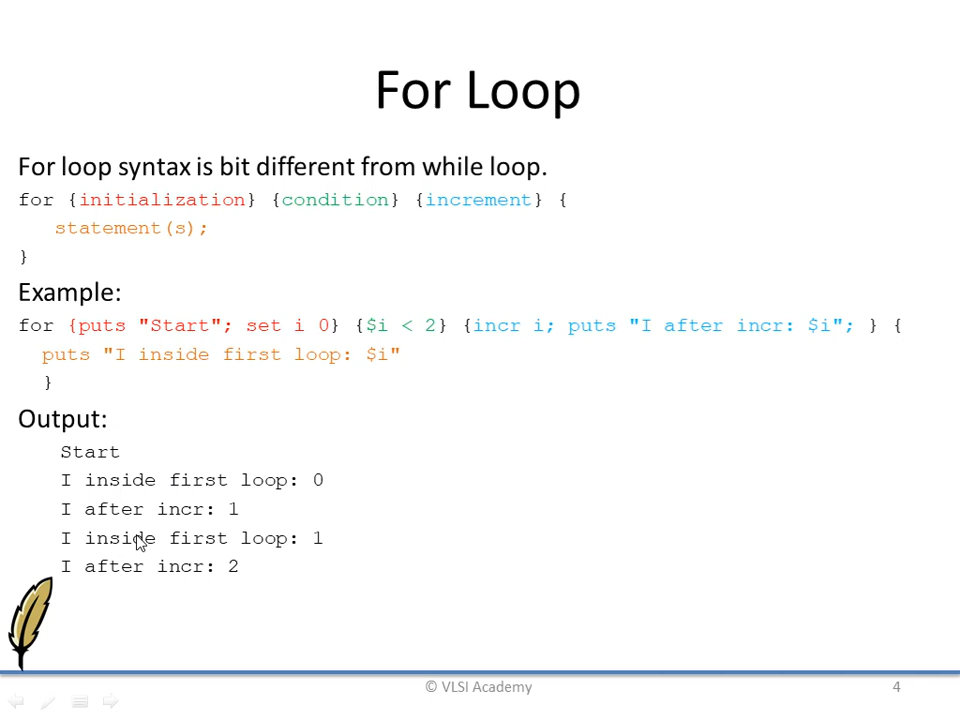 For Loop
For loop syntax is bit different from while loop.
for {initialization} {condition} {increment} {
statement(s);
}
Example:
for {puts "Start"; set i 0} {$i < 2} {incr i; puts "I after incr: $i"; } {
puts "I inside first loop: $i"
}
Output:
Start
I inside first loop: 0
I after incr: 1
I inside first loop: 1
I after incr: 2
© VLSI Academy
4